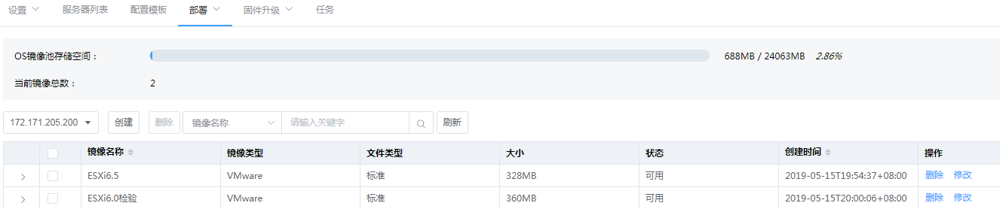 设置 服务器列表 配置模板 部署 固件升级 任务
OS镜像池存储空间： 688MB / 24063MB 2.86%
当前镜像总数： 2
172.171.205.200 创建 删除 镜像名称 请输入关键字 刷新
镜像名称 镜像类型 文件类型 大小 状态 创建时间 操作
ESXi6.5 VMware 标准 328MB 可用 2019-05-15T19:54:37+08:00 删除 修改
ESXi6.0检验 VMware 标准 360MB 可用 2019-05-15T20:00:06+08:00 删除 修改